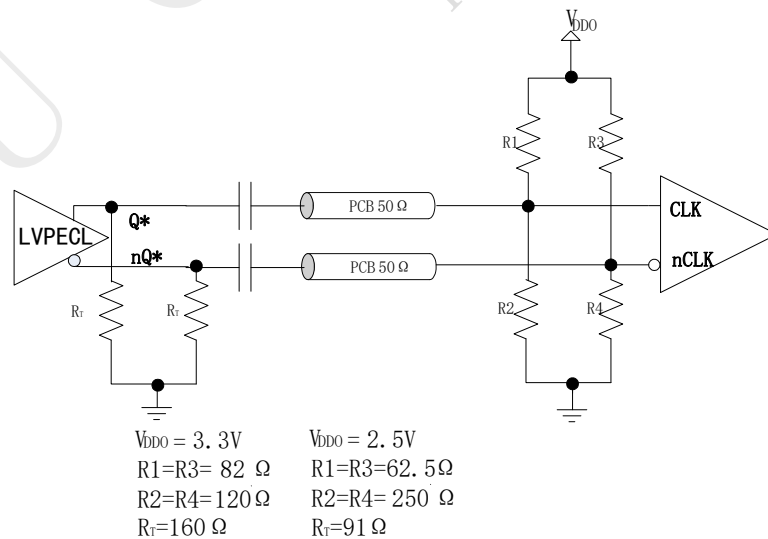 VDDO
R1
R3
PCB 50 Ω
CLK
Q*
LVPECL
nQ*
PCB 50 Ω
nCLK
RT
RT
R2
R4
VDDO = 3.3V
R1=R3= 82 Ω
R2=R4=120 Ω
RT=160 Ω
VDDO = 2.5V
R1=R3=62.5Ω
R2=R4= 250 Ω
RT=91 Ω